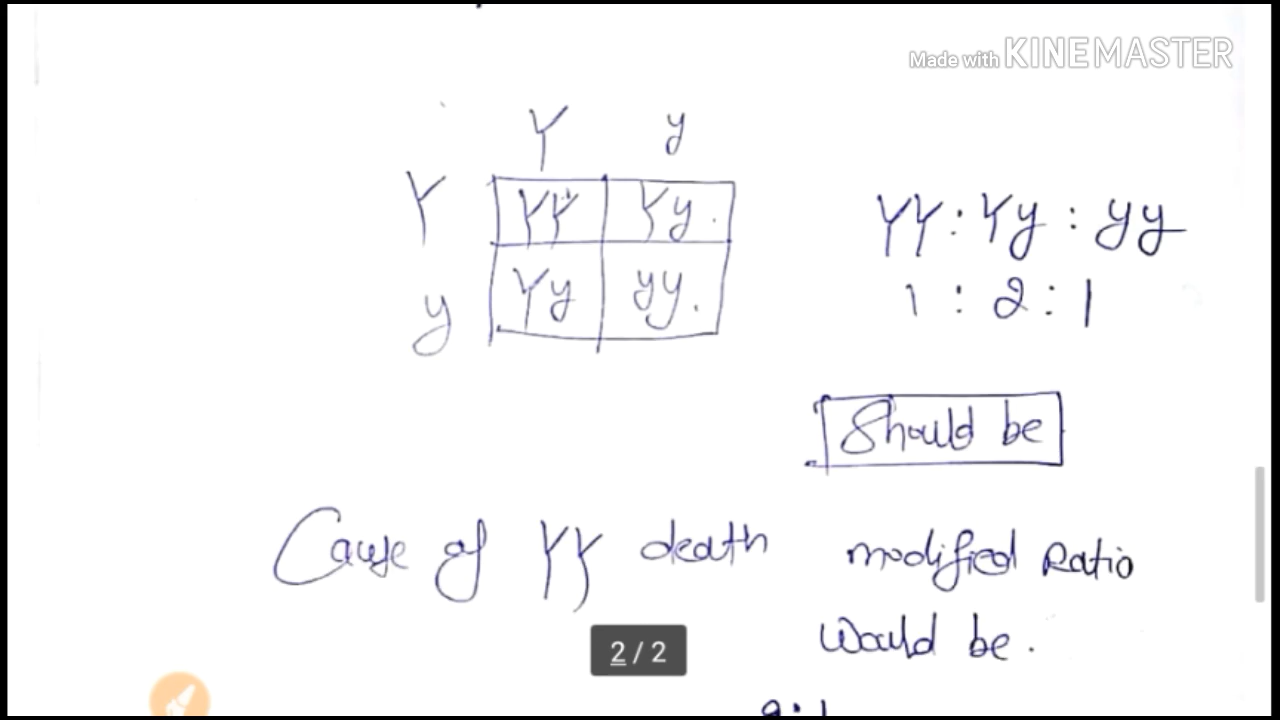 Made with KINEMASTER
Y y
Y YY Yy.
y Yy yy.
YY : Yy : yy
1 : 2 : 1
Should be
Cause of YY death modified Ratio
would be.
2 / 2